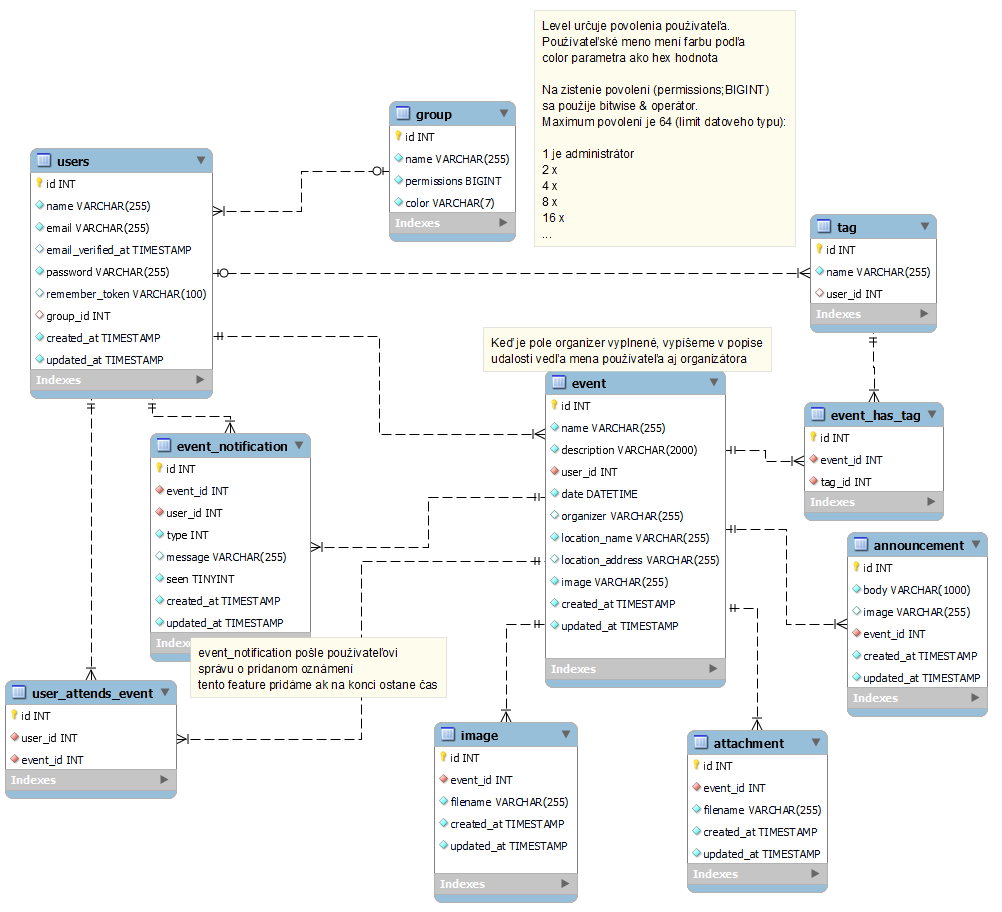 Level určuje povolenia používateľa.
Používateľské meno mení farbu podľa
color parametra ako hex hodnota
Na zistenie povolení (permissions;BIGINT)
sa použije bitwise & operátor.
Maximum povolení je 64 (limit datoveho typu):
1 je administrátor
2 x
4 x
8 x
16 x
...
group
id INT
name VARCHAR(255)
permissions BIGINT
color VARCHAR(7)
Indexes
users
id INT
name VARCHAR(255)
email VARCHAR(255)
email_verified_at TIMESTAMP
password VARCHAR(255)
remember_token VARCHAR(100)
group_id INT
created_at TIMESTAMP
updated_at TIMESTAMP
Indexes
tag
id INT
name VARCHAR(255)
user_id INT
Indexes
Keď je pole organizer vyplnené, vypíšeme v popise
udalosti vedľa mena používateľa aj organizátora
event
id INT
name VARCHAR(255)
description VARCHAR(2000)
user_id INT
date DATETIME
organizer VARCHAR(255)
location_name VARCHAR(255)
location_address VARCHAR(255)
image VARCHAR(255)
created_at TIMESTAMP
updated_at TIMESTAMP
Indexes
event_has_tag
id INT
event_id INT
tag_id INT
Indexes
event_notification
id INT
event_id INT
user_id INT
type INT
message VARCHAR(255)
seen TINYINT
created_at TIMESTAMP
updated_at TIMESTAMP
event_notification pošle používateľovi
správu o pridanom oznámení
tento feature pridáme ak na konci ostane čas
announcement
id INT
body VARCHAR(1000)
image VARCHAR(255)
event_id INT
created_at TIMESTAMP
updated_at TIMESTAMP
Indexes
user_attends_event
id INT
user_id INT
event_id INT
Indexes
image
id INT
event_id INT
filename VARCHAR(255)
created_at TIMESTAMP
updated_at TIMESTAMP
Indexes
attachment
id INT
event_id INT
filename VARCHAR(255)
created_at TIMESTAMP
updated_at TIMESTAMP
Indexes